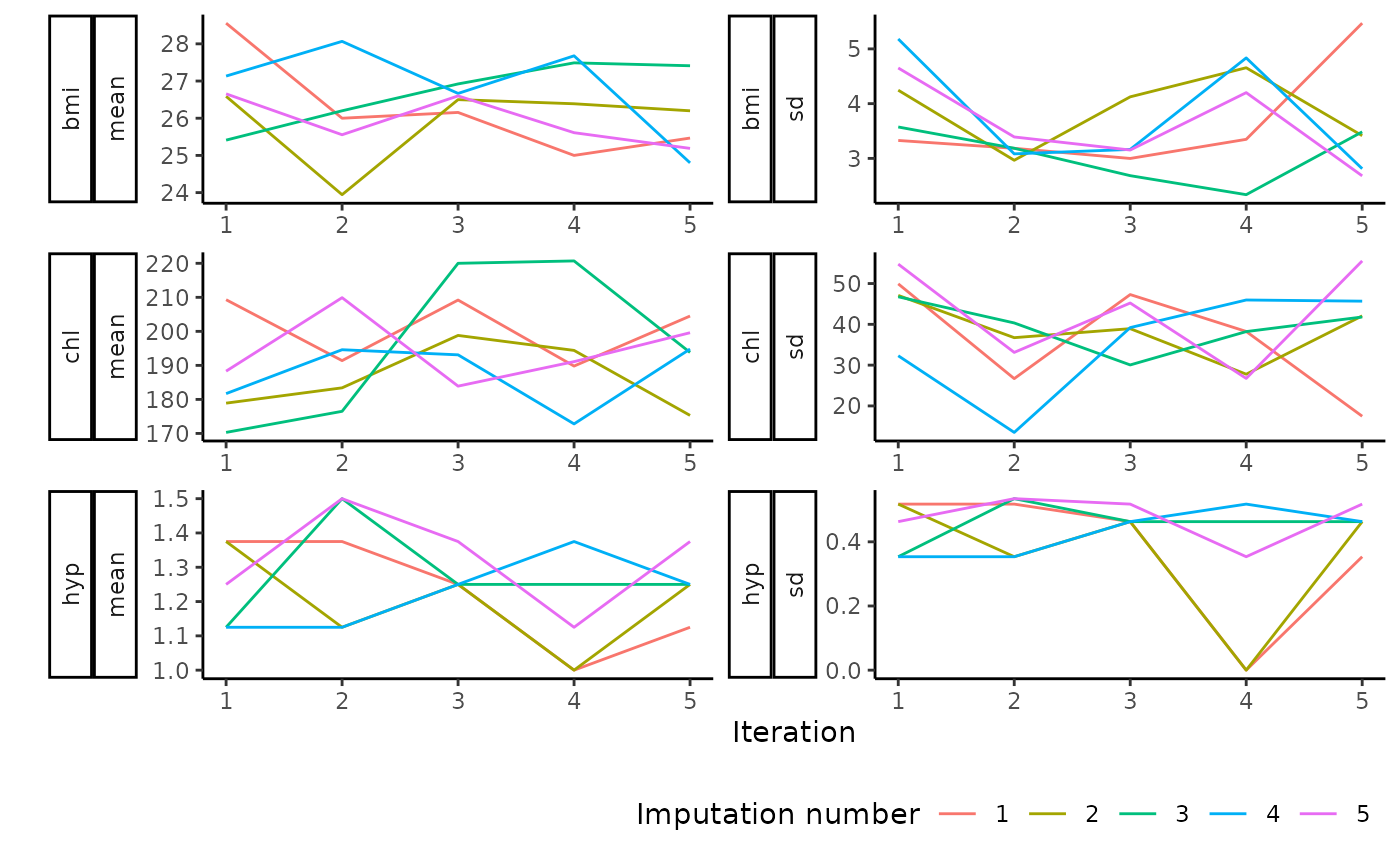 bmi
mean
28
27
26
25
24
1 2 3 4 5
bmi
sd
5
4
3
1 2 3 4 5
chl
mean
220
210
200
190
180
170
1 2 3 4 5
chl
sd
50
40
30
20
1 2 3 4 5
hyp
mean
1.5
1.4
1.3
1.2
1.1
1.0
1 2 3 4 5
hyp
sd
0.4
0.2
0.0
1 2 3 4 5
Iteration
Imputation number 1 2 3 4 5